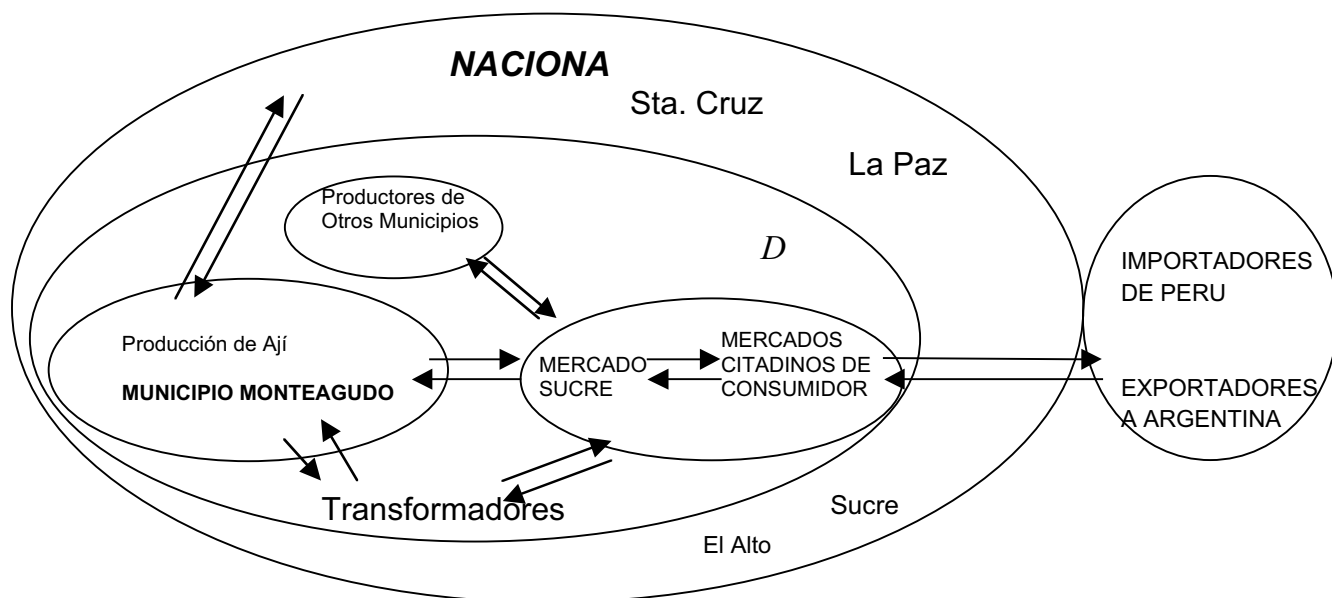 NACIONA
Sta. Cruz
La Paz
Productores de
Otros Municipios
D
IMPORTADORES
DE PERU
Producción de Ají
MUNICIPIO MONTEAGUDO
MERCADO
SUCRE
MERCADOS
CITADINOS DE
CONSUMIDOR
EXPORTADORES
A ARGENTINA
Transformadores
Sucre
El Alto